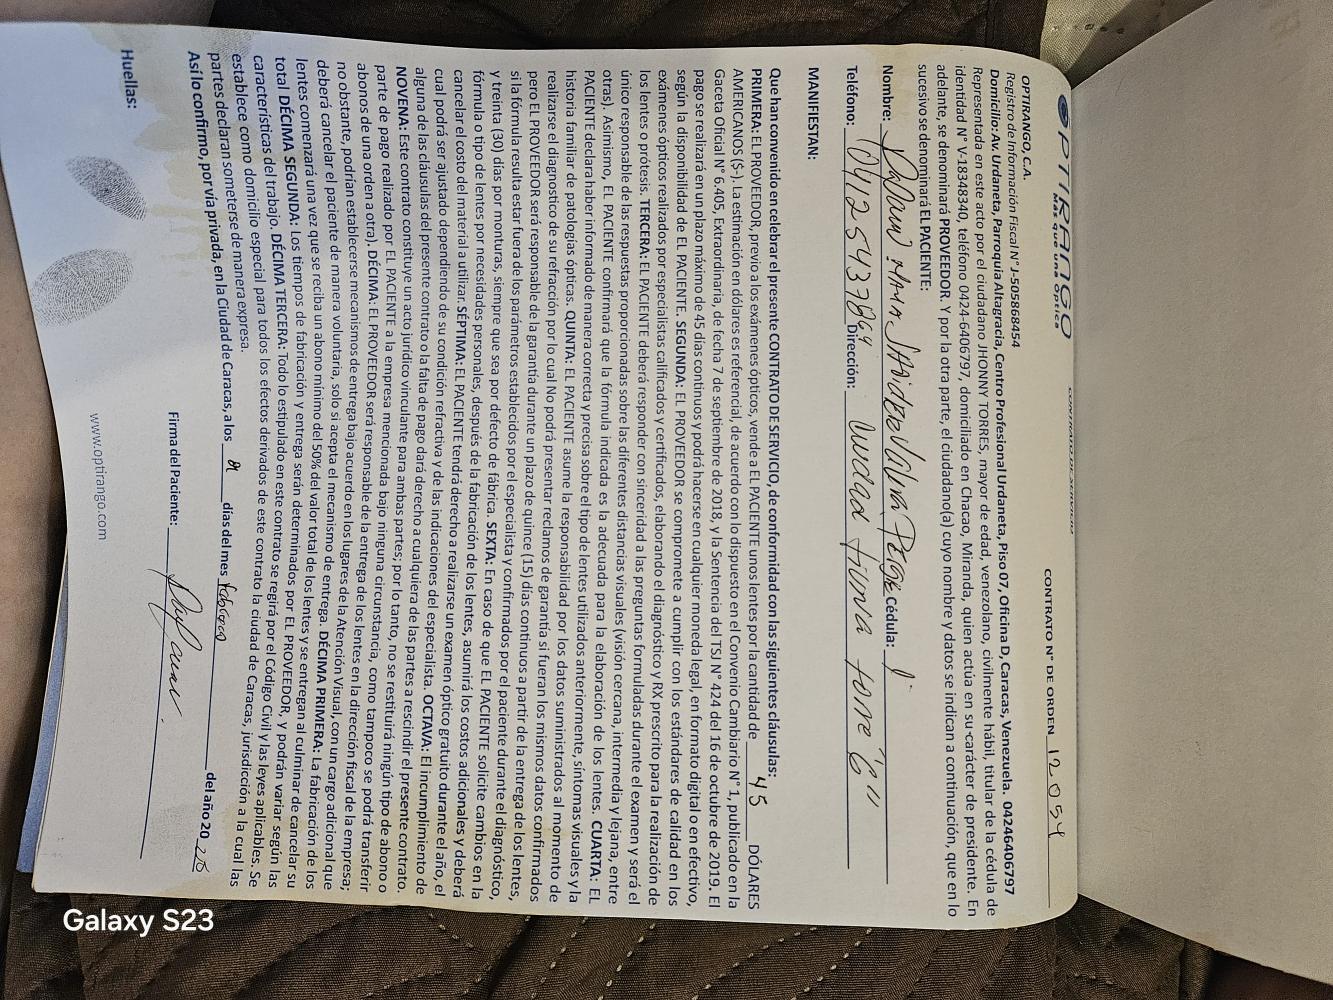 OPTIRANGO
Más que una Óptica
CONTRATO DE SERVICIO
CONTRATO N° DE ORDEN 12054
OPTIRANGO, C.A.
Registro de Información Fiscal N° J-505868454
Domicilio: Av. Urdaneta, Parroquia Altagracia, Centro Profesional Urdaneta, Piso 07, Oficina D, Caracas, Venezuela. 04246406797
Representada en este acto por el ciudadano JHONNY TORRES, mayor de edad, venezolano, civilmente hábil, titular de la cédula de
identidad N° V-18348340, teléfono 0424-6406797, domiciliado en Chacao, Miranda, quien actúa en su carácter de presidente. En
adelante, se denominará PROVEEDOR. Y por la otra parte, el ciudadano(a) cuyo nombre y datos se indican a continuación, que en lo
sucesivo se denominará EL PACIENTE:
Nombre: Cédula:
Teléfono: 04125437869 Dirección: Ciudad
MANIFIESTAN:
Que han convenido en celebrar el presente CONTRATO DE SERVICIO, de conformidad con las siguientes cláusulas:
PRIMERA: EL PROVEEDOR, previo a los exámenes ópticos, vende a EL PACIENTE unos lentes por la cantidad de 45 DÓLARES
AMERICANOS ($-). La estimación en dólares es referencial, de acuerdo con lo dispuesto en el Convenio Cambiario N° 1, publicado en la
Gaceta Oficial N° 6.405, Extraordinaria, de fecha 7 de septiembre de 2018, y la Sentencia del TSJ N° 424 del 16 de octubre de 2019. El
pago se realizará en un plazo máximo de 45 días continuos y podrá hacerse en cualquier moneda legal, en formato digital o en efectivo,
según la disponibilidad de EL PACIENTE. SEGUNDA: EL PROVEEDOR se compromete a cumplir con los estándares de calidad en los
exámenes ópticos realizados por especialistas calificados y certificados, elaborando el diagnóstico y RX prescrito para la realización de
los lentes o prótesis. TERCERA: EL PACIENTE deberá responder con sinceridad a las preguntas formuladas durante el examen y será el
único responsable de las respuestas proporcionadas sobre las diferentes distancias visuales (visión cercana, intermedia y lejana, entre
otras). Asimismo, EL PACIENTE confirmará que la fórmula indicada es la adecuada para la elaboración de los lentes. CUARTA: EL
PACIENTE declara haber informado de manera correcta y precisa sobre el tipo de lentes utilizados anteriormente, síntomas visuales y la
historia familiar de patologías ópticas. QUINTA: EL PACIENTE asume la responsabilidad por los datos suministrados al momento de
realizarse el diagnostico de su refracción por lo cual No podrá presentar reclamos de garantía si fueran los mismos datos confirmados
pero EL PROVEEDOR será responsable de la garantía durante un plazo de quince (15) días continuos a partir de la entrega de los lentes,
si la fórmula resulta estar fuera de los parámetros establecidos por el especialista y confirmados por el paciente durante el diagnóstico,
y treinta (30) días por monturas, siempre que sea por defecto de fábrica. SEXTA: En caso de que EL PACIENTE solicite cambios en la
fórmula o tipo de lentes por necesidades personales, después de la fabricación de los lentes, asumirá los costos adicionales y deberá
cancelar el costo del material a utilizar. SÉPTIMA: EL PACIENTE tendrá derecho a realizarse un examen óptico gratuito durante el año, el
cual podrá ser ajustado dependiendo de su condición refractiva y de las indicaciones del especialista. OCTAVA: El incumplimiento de
alguna de las cláusulas del presente contrato o la falta de pago dará derecho a cualquiera de las partes a rescindir el presente contrato.
NOVENA: Este contrato constituye un acto jurídico vinculante para ambas partes; por lo tanto, no se restituirá ningún tipo de abono o
parte de pago realizado por EL PACIENTE a la empresa mencionada bajo ninguna circunstancia, como tampoco se podrá transferir
abonos de una orden a otra). DÉCIMA: EL PROVEEDOR será responsable de la entrega de los lentes en la dirección fiscal de la empresa;
no obstante, podrían establecerse mecanismos de entrega bajo acuerdo en los lugares de la Atención Visual, con un cargo adicional que
deberá cancelar el paciente de manera voluntaria, solo si acepta el mecanismo de entrega. DÉCIMA PRIMERA: La fabricación de los
lentes comenzará una vez que se reciba un abono mínimo del 50% del valor total de los lentes y se entregan al culminar de cancelar su
total DÉCIMA SEGUNDA: Los tiempos de fabricación y entrega serán determinados por EL PROVEEDOR, y podrán variar según las
características del trabajo. DÉCIMA TERCERA: Todo lo estipulado en este contrato se regirá por el Código Civil y las leyes aplicables. Se
establece como domicilio especial para todos los efectos derivados de este contrato la ciudad de Caracas, jurisdicción a la cual las
partes declaran someterse de manera expresa.
Así lo confirmo, por vía privada, en la Ciudad de Caracas, a los días del mes Febrero del año 20
Huellas: Firma del Paciente:
www.optirango.com
Galaxy S23